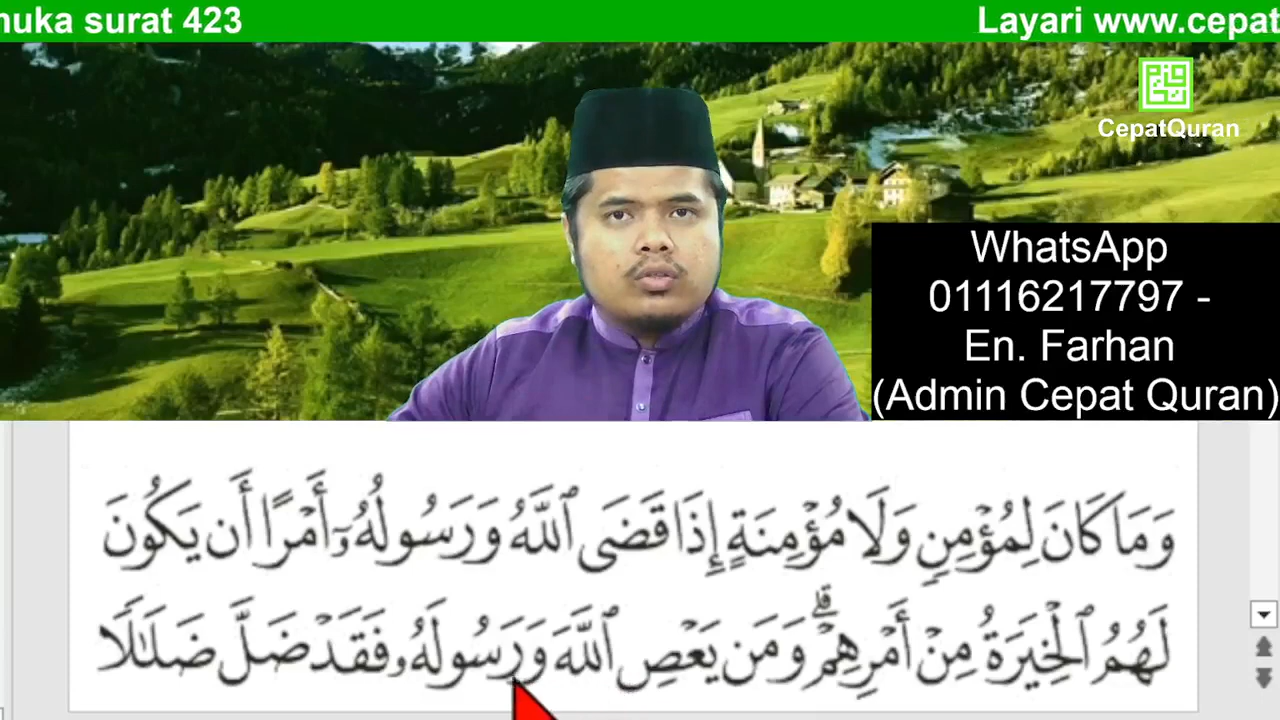 nuka surat 423
Layari www.cepat
CepatQuran
WhatsApp
01116217797 -
En. Farhan
(Admin Cepat Quran)
وَمَا كَانَ لِمُؤْمِنٍ وَلَا مُؤْمِنَةٍ إِذَا قَضَى ٱللَّهُ وَرَسُولُهُۥٓ أَمْرًا أَن يَكُونَ
لَهُمُ ٱلْخِيَرَةُ مِنْ أَمْرِهِمْ ۗ وَمَن يَعْصِ ٱللَّهَ وَرَسُولَهُۥ فَقَدْ ضَلَّ ضَلَـٰلًا